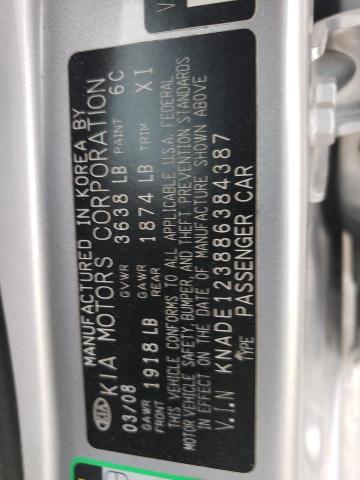 MANUFACTURED IN KOREA BY
KIA KIA MOTORS CORPORATION
03/08 GVWR 3638 LB PAINT 6C
GAWR FRONT 1918 LB GAWR REAR 1874 LB TRIM XI
THIS VEHICLE CONFORMS TO ALL APPLICABLE U.S.A. FEDERAL
MOTOR VEHICLE SAFETY, BUMPER, AND THEFT PREVENTION STANDARDS
IN EFFECT ON THE DATE OF MANUFACTURE SHOWN ABOVE
V.I.N KNADE123886384387
TYPE PASSENGER CAR